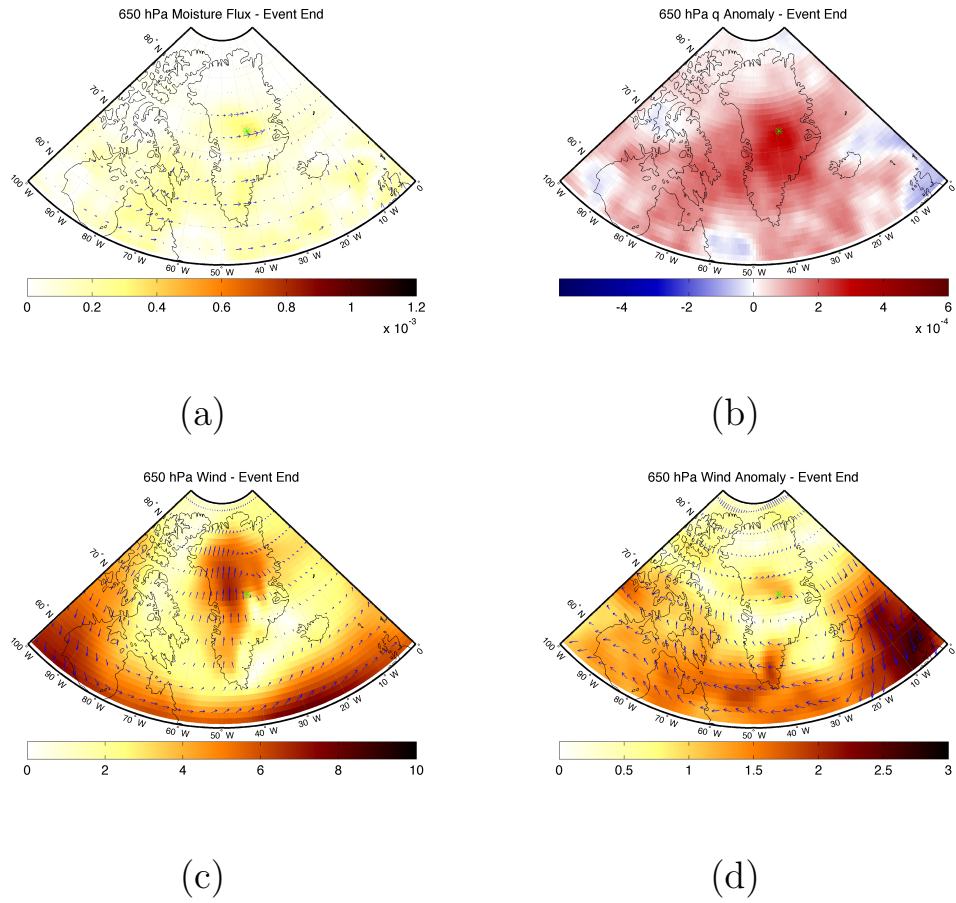 650 hPa Moisture Flux - Event End
80° N
70° N
60° N
100° W
90° W
80° W
70° W
60° W
50° W
40° W
30° W
20° W
10° W
0
0 0.2 0.4 0.6 0.8 1 1.2
x 10-3
(a)
650 hPa q Anomaly - Event End
80° N
70° N
60° N
100° W
90° W
80° W
70° W
60° W
50° W
40° W
30° W
20° W
10° W
0
-4 -2 0 2 4 6
x 10-4
(b)
650 hPa Wind - Event End
80° N
70° N
60° N
100° W
90° W
80° W
70° W
60° W
50° W
40° W
30° W
20° W
10° W
0
0 2 4 6 8 10
(c)
650 hPa Wind Anomaly - Event End
80° N
70° N
60° N
100° W
90° W
80° W
70° W
60° W
50° W
40° W
30° W
20° W
10° W
0
0 0.5 1 1.5 2 2.5 3
(d)